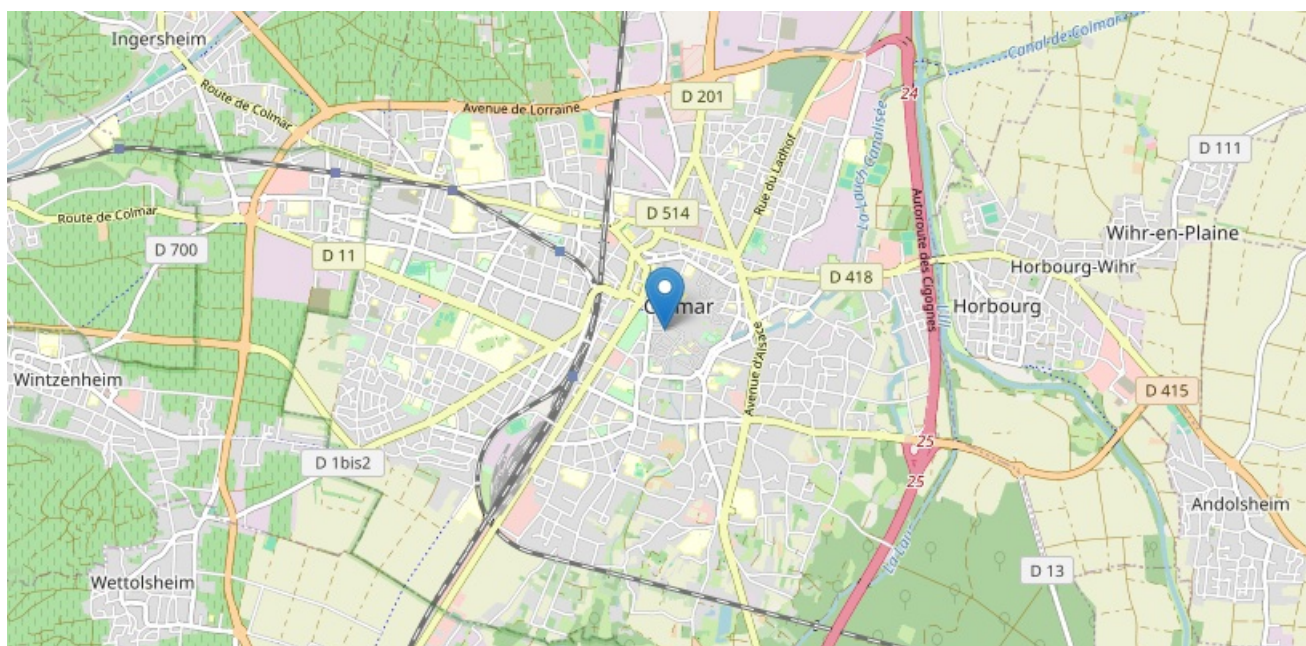 Ingersheim
Canal de Colmar
Route de Colmar
Avenue de Lorraine
D 201
24
La Lauch Canalisée
Rue du Ladhof
D 111
Autoroute des Cigognes
Route de Colmar
D 514
Wihr-en-Plaine
D 700
D 11
Horbourg-Wihr
D 418
Colmar
Horbourg
L'Ill
Avenue d'Alsace
Wintzenheim
D 415
25
D 1bis2
25
Andolsheim
La Lau
Wettolsheim
D 13